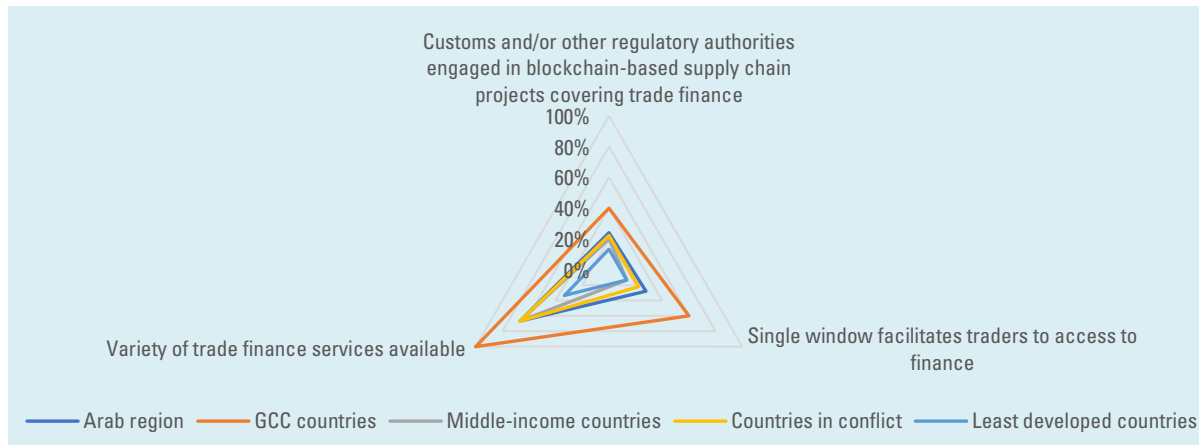 Customs and/or other regulatory authorities
engaged in blockchain-based supply chain
projects covering trade finance
100%
80%
60%
40%
20%
0%
Variety of trade finance services available
Single window facilitates traders to access to
finance
Arab region
GCC countries
Middle-income countries
Countries in conflict
Least developed countries